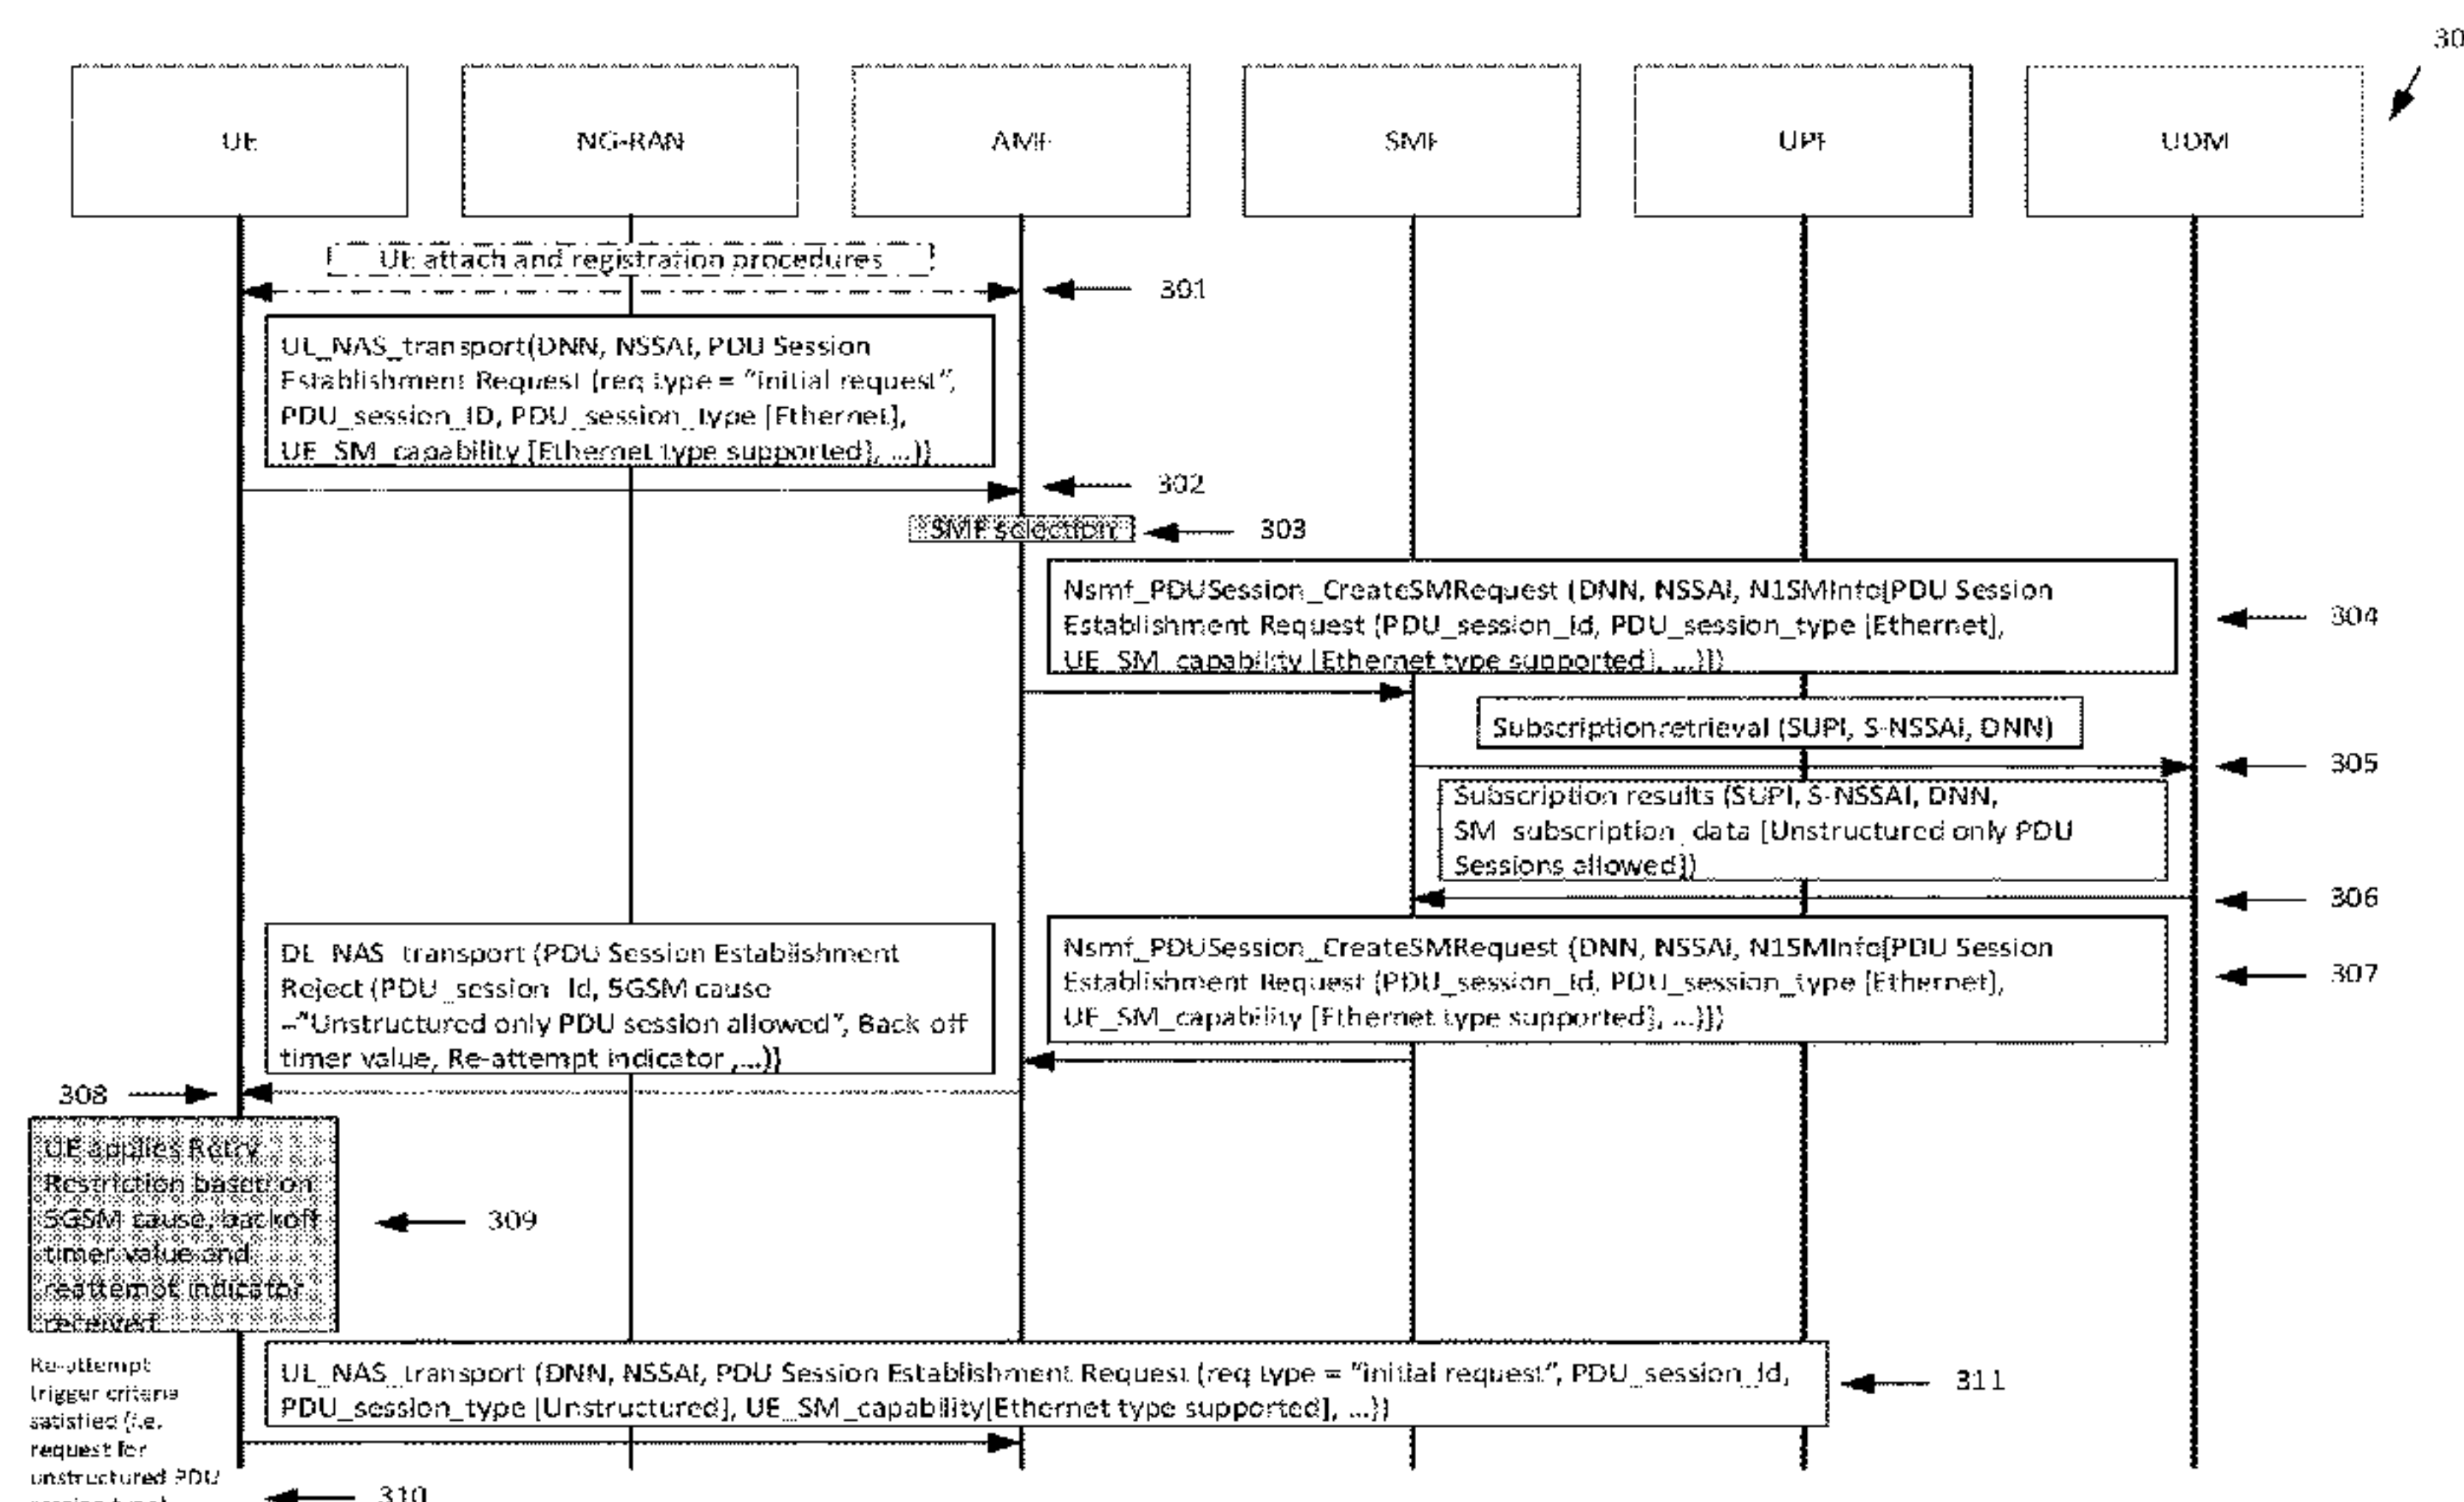 30
UE
NG-RAN
AMF
SMF
UPF
UDM
UE attach and registration procedures
301
UL_NAS_transport(DNN, NSSAI, PDU Session
Establishment Request (req type = "initial request",
PDU_session_ID, PDU_session_type [Ethernet],
UE_SM_capability [Ethernet type supported], ...))
302
SMF selection
303
Nsmf_PDUSession_CreateSMRequest (DNN, NSSAI, N1SMInfo[PDU Session
Establishment Request (PDU_session_id, PDU_session_type [Ethernet],
UE_SM_capability [Ethernet type supported], ...)])
304
Subscription retrieval (SUPI, S-NSSAI, DNN)
305
Subscription results (SUPI, S-NSSAI, DNN,
SM_subscription_data [Unstructured only PDU
Sessions allowed])
306
Nsmf_PDUSession_CreateSMRequest (DNN, NSSAI, N1SMInfo[PDU Session
Establishment Request (PDU_session_id, PDU_session_type [Ethernet],
UE_SM_capability [Ethernet type supported], ...)])
307
DL_NAS_transport (PDU Session Establishment
Reject (PDU_session_Id, 5GSM cause
="Unstructured only PDU session allowed", Back off
timer value, Re-attempt indicator ,...))
308
UE applies Retry
Restriction based on
5GSM cause, backoff
timer value and
reattempt indicator
received
309
UL_NAS_transport (DNN, NSSAI, PDU Session Establishment Request (req type = "initial request", PDU_session_id,
PDU_session_type [Unstructured], UE_SM_capability[Ethernet type supported], ...))
311
Re-attempt
trigger criteria
satisfied (i.e.
request for
unstructured PDU
310